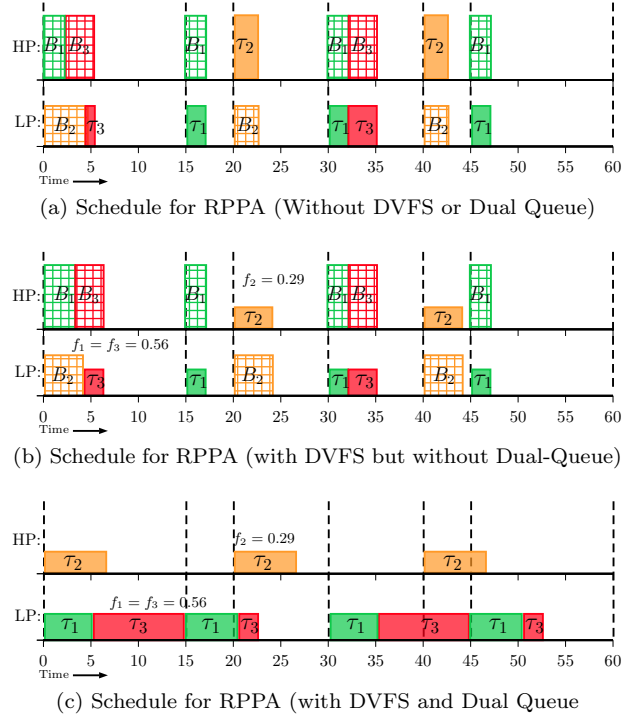 HP: B1 B3 B1 τ2 B1 B3 τ2 B1
LP: B2 τ3 τ1 B2 τ1 τ3 B2 τ1
0 5 10 15 20 25 30 35 40 45 50 55 60
Time
(a) Schedule for RPPA (Without DVFS or Dual Queue)
f2 = 0.29
HP: B1 B3 B1 τ2 B1 B3 τ2 B1
f1 = f3 = 0.56
LP: B2 τ3 τ1 B2 τ1 τ3 B2 τ1
0 5 10 15 20 25 30 35 40 45 50 55 60
Time
(b) Schedule for RPPA (with DVFS but without Dual-Queue)
HP: f2 = 0.29
τ2 τ2 τ2
f1 = f3 = 0.56
LP: τ1 τ3 τ1 τ3 τ1 τ3 τ1 τ3
0 5 10 15 20 25 30 35 40 45 50 55 60
Time
(c) Schedule for RPPA (with DVFS and Dual Queue